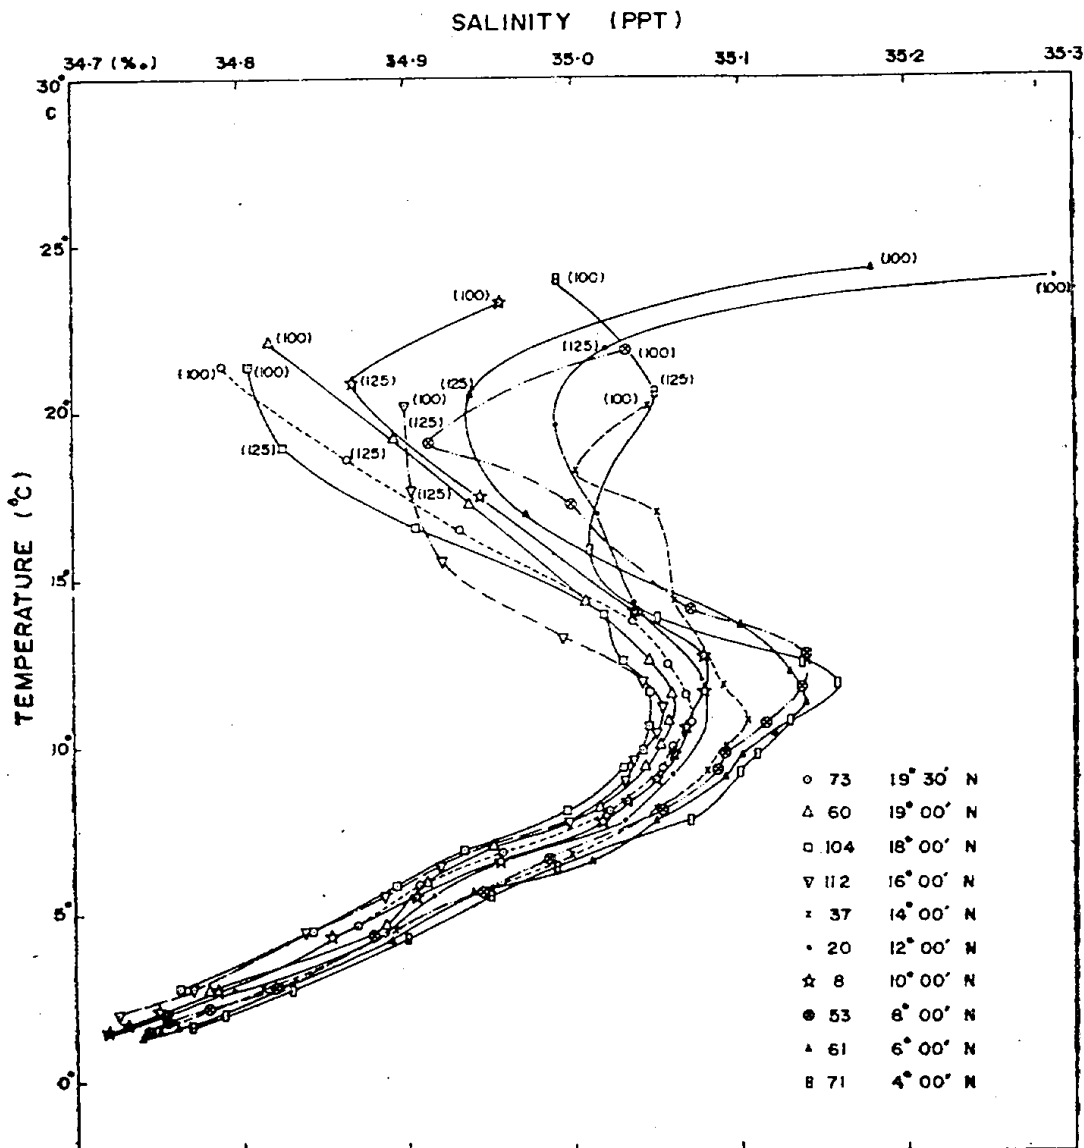 SALINITY (PPT)
34.7 (‰) 34.8 34.9 35.0 35.1 35.2 35.3
30°
C
25°
20°
15°
10°
5°
0°
TEMPERATURE (°C)
(100)
(100)
(100)
(100)
(100)
(100)
(125)
(100)
(100)
(100)
(125)
(125)
(125)
(100)
(100)
(125)
(125)
(125)
(125)
73 19° 30' N
60 19° 00' N
104 18° 00' N
112 16° 00' N
37 14° 00' N
20 12° 00' N
8 10° 00' N
53 8° 00' N
61 6° 00' N
71 4° 00' N